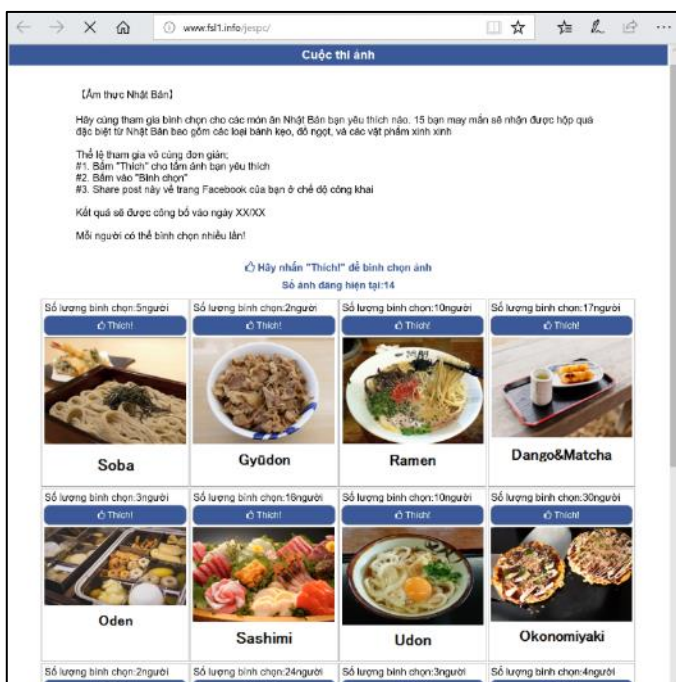 www.fsl1.info/jespc/
Cuộc thi ảnh
【Ẩm thực Nhật Bản】
Hãy cùng tham gia bình chọn cho các món ăn Nhật Bản bạn yêu thích nào. 15 bạn may mắn sẽ nhận được hộp quà
đặc biệt từ Nhật Bản bao gồm các loại bánh kẹo, đồ ngọt, và các vật phẩm xinh xinh
Thể lệ tham gia vô cùng đơn giản;
#1. Bấm "Thích" cho tấm ảnh bạn yêu thích
#2. Bấm vào "Bình chọn"
#3. Share post này về trang Facebook của bạn ở chế độ công khai
Kết quả sẽ được công bố vào ngày XX/XX
Mỗi người có thể bình chọn nhiều lần!
Hãy nhấn "Thích!" để bình chọn ảnh
Số ảnh đăng hiện tại:14
Số lượng bình chọn:5người
Thích!
Soba
Số lượng bình chọn:2người
Thích!
Gyūdon
Số lượng bình chọn:10người
Thích!
Ramen
Số lượng bình chọn:17người
Thích!
Dango&Matcha
Số lượng bình chọn:3người
Thích!
Oden
Số lượng bình chọn:16người
Thích!
Sashimi
Số lượng bình chọn:10người
Thích!
Udon
Số lượng bình chọn:30người
Thích!
Okonomiyaki
Số lượng bình chọn:2người
Số lượng bình chọn:24người
Số lượng bình chọn:3người
Số lượng bình chọn:4người